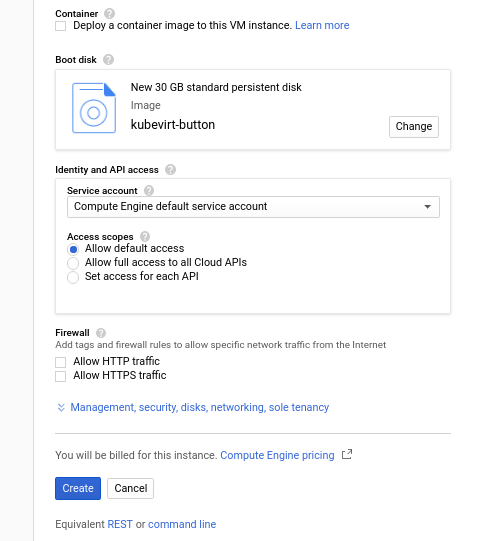 Container ?
Deploy a container image to this VM instance. Learn more
Boot disk ?
New 30 GB standard persistent disk
Image
kubevirt-button
Change
Identity and API access ?
Service account ?
Compute Engine default service account
Access scopes ?
Allow default access
Allow full access to all Cloud APIs
Set access for each API
Firewall ?
Add tags and firewall rules to allow specific network traffic from the Internet
Allow HTTP traffic
Allow HTTPS traffic
Management, security, disks, networking, sole tenancy
You will be billed for this instance. Compute Engine pricing
Create Cancel
Equivalent REST or command line